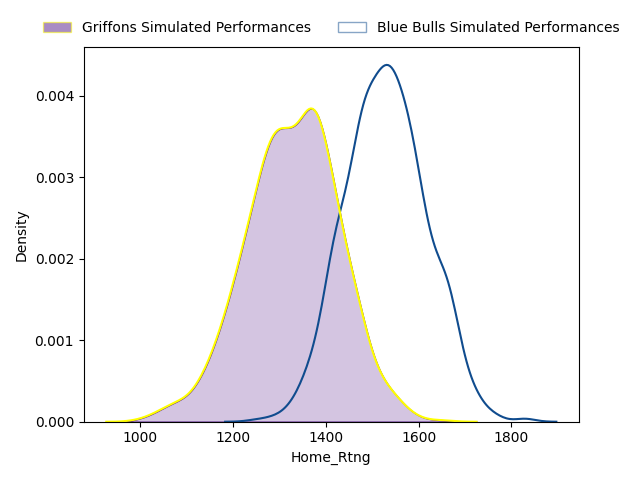 Griffons Simulated Performances
Blue Bulls Simulated Performances
0.004
0.003
0.002
0.001
0.000
Density
1000
1200
1400
1600
1800
Home_Rtng